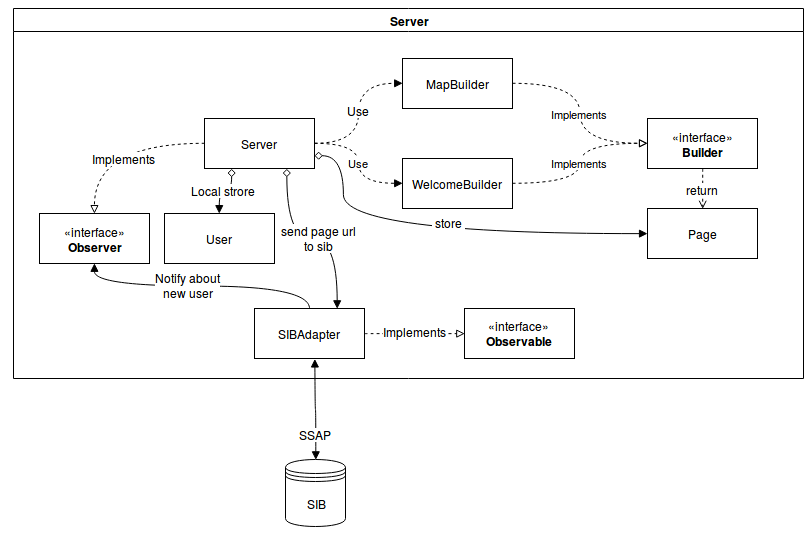 Server
MapBuilder
Use
Implements
Server
«interface»
Builder
Implements
Use
Implements
WelcomeBuilder
return
Local strore
«interface»
Observer
User
send page url
to sib
store
Page
Notify about
new user
SIBAdapter
Implements
«interface»
Observable
SSAP
SIB